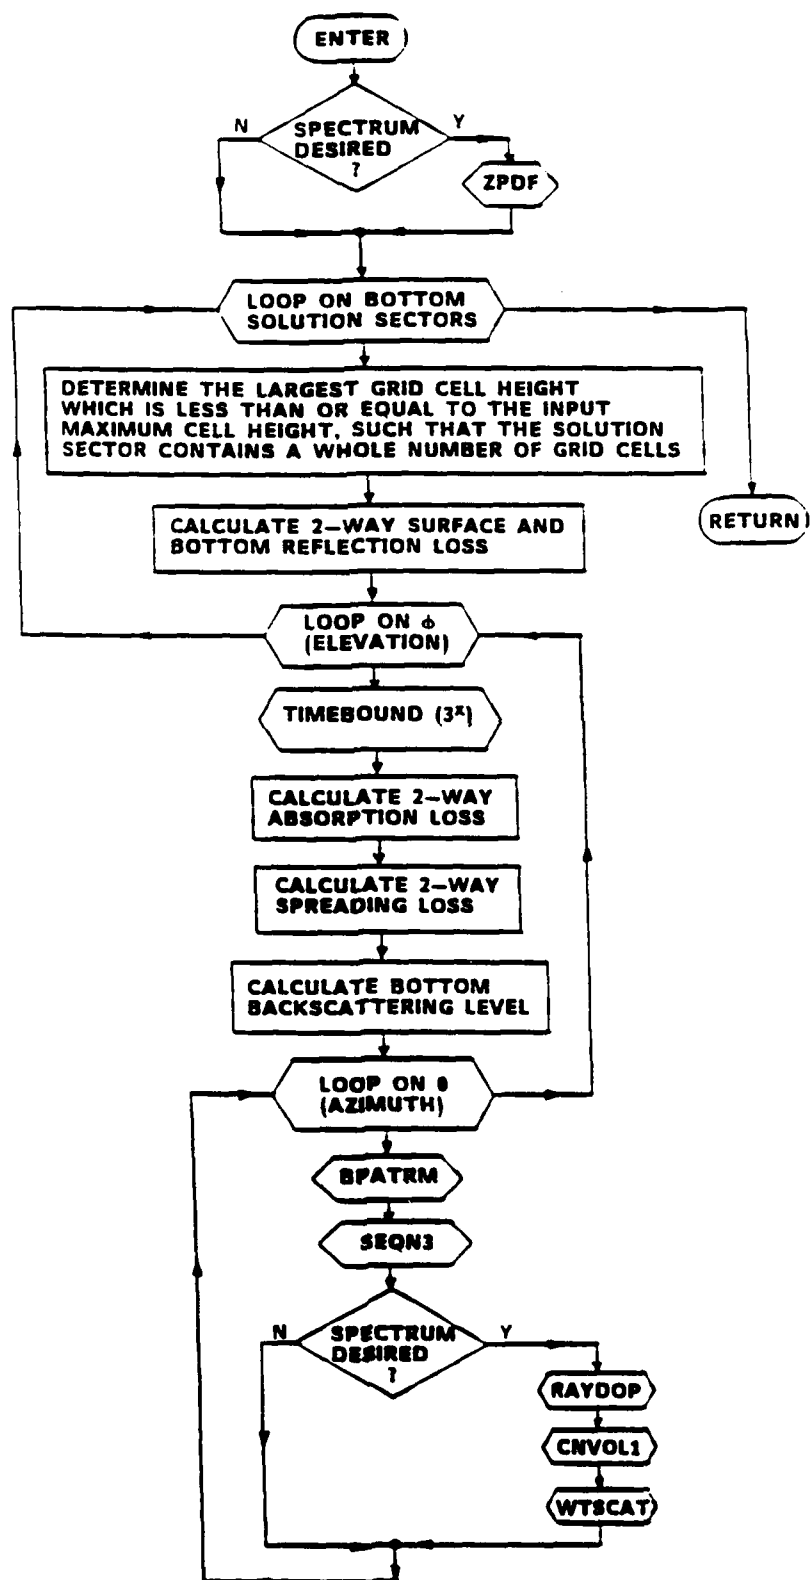 ENTER
N
Y
SPECTRUM
DESIRED
?
ZPDF
LOOP ON BOTTOM
SOLUTION SECTORS
DETERMINE THE LARGEST GRID CELL HEIGHT
WHICH IS LESS THAN OR EQUAL TO THE INPUT
MAXIMUM CELL HEIGHT, SUCH THAT THE SOLUTION
SECTOR CONTAINS A WHOLE NUMBER OF GRID CELLS
RETURN
CALCULATE 2-WAY SURFACE AND
BOTTOM REFLECTION LOSS
LOOP ON ϕ
(ELEVATION)
TIMEBOUND (3ˣ)
CALCULATE 2-WAY
ABSORPTION LOSS
CALCULATE 2-WAY
SPREADING LOSS
CALCULATE BOTTOM
BACKSCATTERING LEVEL
LOOP ON θ
(AZIMUTH)
BPATRM
SEQN3
N
Y
SPECTRUM
DESIRED
?
RAYDOP
CNVOL1
WTSCAT